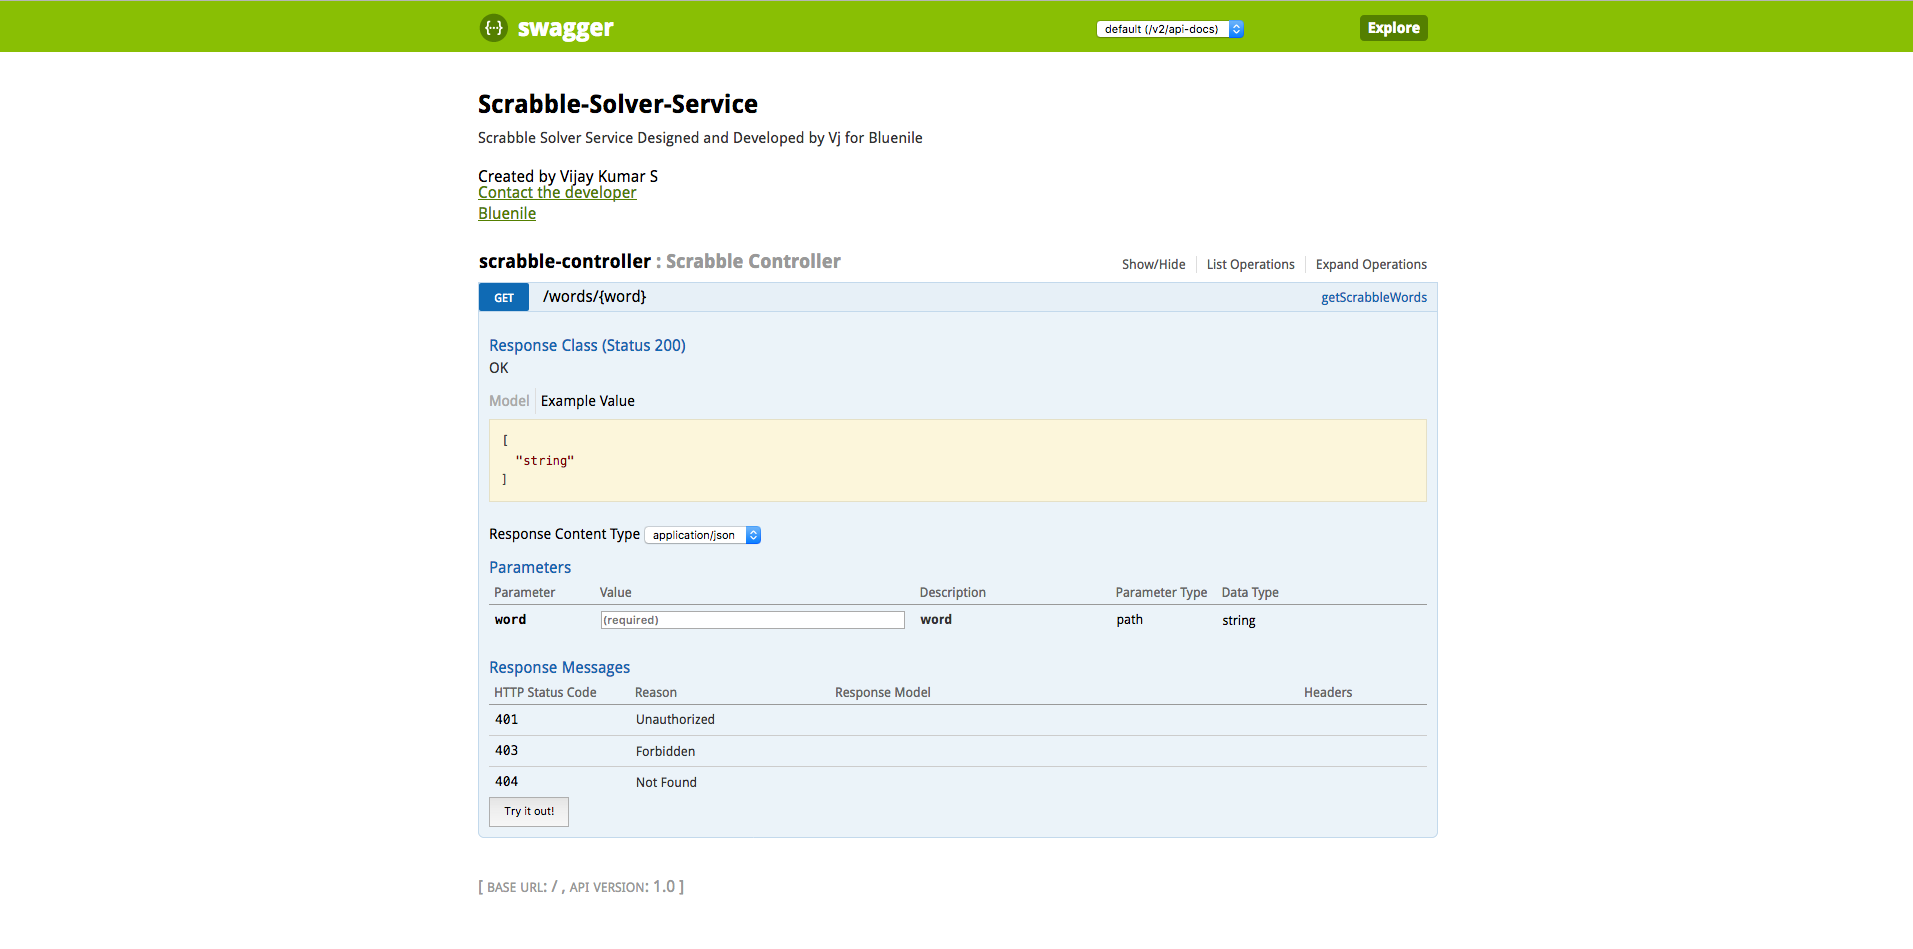 {···} swagger default (/v2/api-docs) Explore
Scrabble-Solver-Service
Scrabble Solver Service Designed and Developed by Vj for Bluenile
Created by Vijay Kumar S
Contact the developer
Bluenile
scrabble-controller : Scrabble Controller Show/Hide List Operations Expand Operations
GET /words/{word} getScrabbleWords
Response Class (Status 200)
OK
Model Example Value
[
"string"
]
Response Content Type application/json
Parameters
Parameter Value Description Parameter Type Data Type
word (required) word path string
Response Messages
HTTP Status Code Reason Response Model Headers
401 Unauthorized
403 Forbidden
404 Not Found
Try it out!
[ BASE URL: / , API VERSION: 1.0 ]